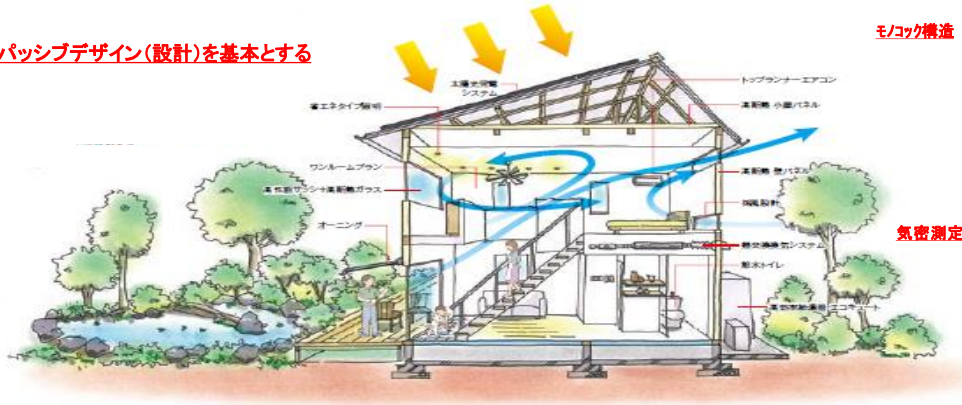 パッシブデザイン（設計）を基本とする
モノコック構造
太陽光発電
システム
トップランナーエアコン
省エネタイプ照明
高断熱 小屋パネル
ワンルームプラン
高断熱 壁パネル
高性能サッシ+高断熱ガラス
オーニング
気密測定
熱交換換気システム
節水トイレ